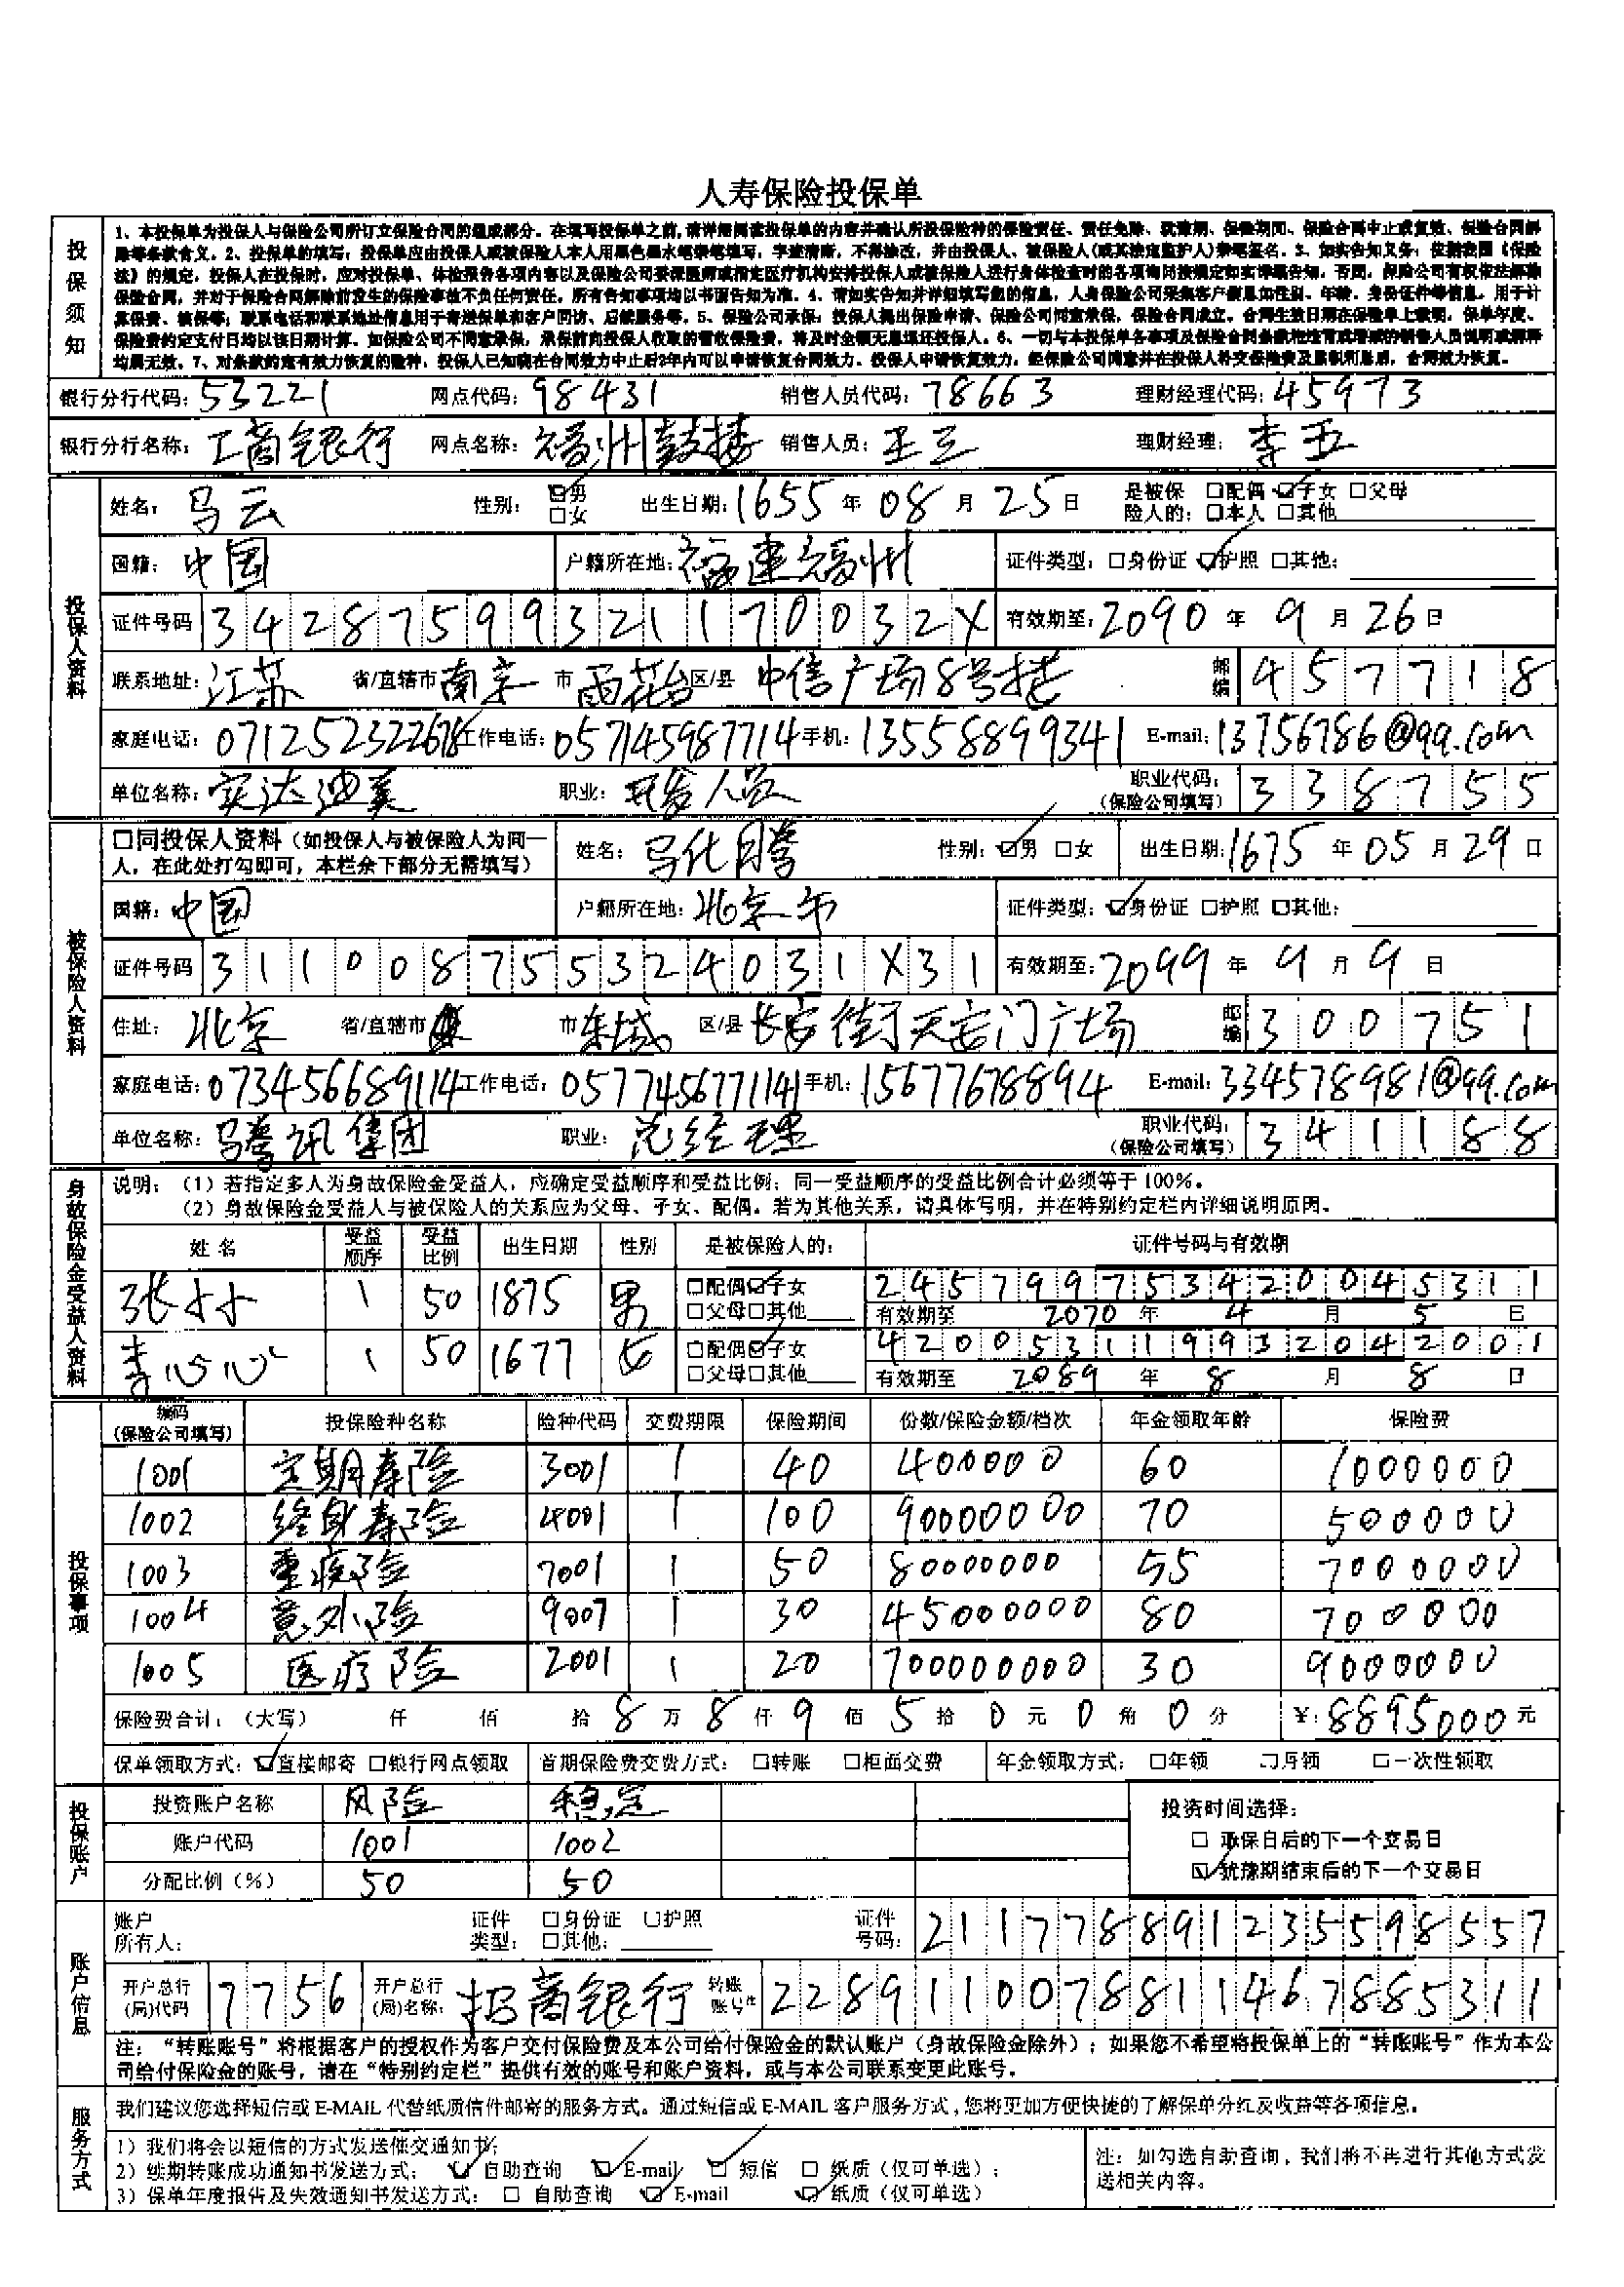 人寿保险投保单
投保须知
1、本投保单为投保人与保险公司所订立保险合同的组成部分。在填写投保单之前，请详细阅读投保单的内容并确认所投保险种的保险责任、责任免除、犹豫期、保险期间、保险合同中止或复效、保险合同解
除等条款含义。2、投保单的填写：投保单应由投保人或被保险人本人用黑色墨水笔亲笔填写，字迹清晰，不得涂改，并由投保人、被保险人(或其法定监护人)亲笔签名。3、如实告知义务：依据我国《保险
法》的规定，投保人在投保时，应对投保单、体检报告各项内容以及保险公司要保医师或指定医疗机构安排投保人或被保险人进行身体检查时的各项询问按规定如实详细告知，否则，保险公司有权依法解除
保险合同，并对于保险合同解除前发生的保险事故不负任何责任。所有告知事项均以书面告知为准。4、请如实告知并详细填写您的信息，人身保险公司采集客户信息如性别、年龄、身份证件等信息，用于计
算保费、核保等；联系电话和联系地址信息用于寄送保单和客户回访、后续服务等。5、保险公司承保：投保人提出保险申请、保险公司同意承保，保险合同成立。合同生效日期在保险单上载明，保单年度、
保险费约定支付日均以该日期计算。如保险公司不同意承保，承保前向投保人收取的暂收保险费，将及时全额无息退还投保人。6、一切与本投保单各事项及保险合同条款相违背或增减的销售人员说明或解释
均属无效。7、对条款约定有效力恢复的险种，投保人已知晓在合同效力中止后2年内可以申请恢复合同效力。投保人申请恢复效力，经保险公司同意并在投保人补交保险费及累积利息后，合同效力恢复。
银行分行代码：53221 网点代码：98431 销售人员代码：78663 理财经理代码：45973
银行分行名称：工商银行 网点名称：福州鼓楼 销售人员：王三 理财经理：李五
投保人资料
姓名：马云 性别：☑男 □女 出生日期：1655年08月25日 是被保险人的：□配偶 ☑子女 □父母 □本人 □其他
国籍：中国 户籍所在地：福建福州 证件类型：□身份证 ☑护照 □其他：
证件号码 342875993211170032X 有效期至：2090年9月26日
联系地址：江苏 省/直辖市 南京 市 雨花台 区/县 中信广场8号楼 邮编 457718
家庭电话：071252322678 工作电话：057145987714 手机：13558899341 E-mail：13756786@qq.com
单位名称：实达迪美 职业：开发人员 职业代码：（保险公司填写）338755
被保险人资料
□同投保人资料（如投保人与被保险人为同一人，在此处打勾即可，本栏余下部分无需填写） 姓名：马化腾 性别：☑男 □女 出生日期：1675年05月29日
国籍：中国 户籍所在地：北京市 证件类型：☑身份证 □护照 □其他：
证件号码 311008755324031X31 有效期至：2099年9月9日
住址：北京 省/直辖市 市 东城 区/县 长安街天安门广场 邮编 300751
家庭电话：073456689114 工作电话：0577456771141 手机：15677678894 E-mail：334578981@qq.com
单位名称：马腾讯集团 职业：总经理 职业代码：（保险公司填写）341188
身故保险金受益人资料
说明：（1）若指定多人为身故保险金受益人，应确定受益顺序和受益比例；同一受益顺序的受益比例合计必须等于100%。
（2）身故保险金受益人与被保险人的关系应为父母、子女、配偶。若为其他关系，请具体写明，并在特别约定栏内详细说明原因。
姓名 受益顺序 受益比例 出生日期 性别 是被保险人的： 证件号码与有效期
张大大 1 50 1875 男 □配偶☑子女 □父母□其他 245799753420045311
有效期至 2070年4月5日
李心心 1 50 1677 女 □配偶☑子女 □父母□其他 420053119932042001
有效期至 2089年8月8日
投保事项
编码（保险公司填写） 投保险种名称 险种代码 交费期限 保险期间 份数/保险金额/档次 年金领取年龄 保险费
1001 定期寿险 3001 1 40 400000 60 1000000
1002 终身寿险 4001 1 100 90000000 70 500000
1003 重疾险 7001 1 50 80000000 55 7000000
1004 意外险 9007 1 30 45000000 80 700000
1005 医疗险 2001 1 20 700000000 30 9000000
保险费合计：（大写） 仟 佰 拾 8 万 8 仟 9 佰 5 拾 0 元 0 角 0 分 ¥：8895000元
保单领取方式：☑直接邮寄 □银行网点领取 首期保险费交费方式：□转账 □柜面交费 年金领取方式：□年领 □月领 □一次性领取
投保账户
投资账户名称 风险 稳定 投资时间选择：
账户代码 1001 1002 □ 承保日后的下一个交易日
分配比例（%） 50 50 ☑ 犹豫期结束后的下一个交易日
账户信息
账户所有人： 证件类型：□身份证 □护照 □其他： 证件号码：211778891235598557
开户总行(局)代码 7756 开户总行(局)名称：招商银行 转账账号 2289110078811467885311
注：“转账账号”将根据客户的授权作为客户交付保险费及本公司给付保险金的默认账户（身故保险金除外）；如果您不希望将投保单上的“转账账号”作为本公
司给付保险金的账号，请在“特别约定栏”提供有效的账号和账户资料，或与本公司联系变更此账号。
服务方式
我们建议您选择短信或 E-MAIL 代替纸质信件邮寄的服务方式。通过短信或 E-MAIL 客户服务方式，您将更加方便快捷的了解保单分红及收益等各项信息。
1）我们将会以短信的方式发送催交通知书；
2）续期转账成功通知书发送方式：☑ 自助查询 ☑ E-mail ☑ 短信 □ 纸质（仅可单选）；
3）保单年度报告及失效通知书发送方式：□ 自助查询 ☑ E-mail ☑ 纸质（仅可单选）
注：如勾选自助查询，我们将不再进行其他方式发送相关内容。